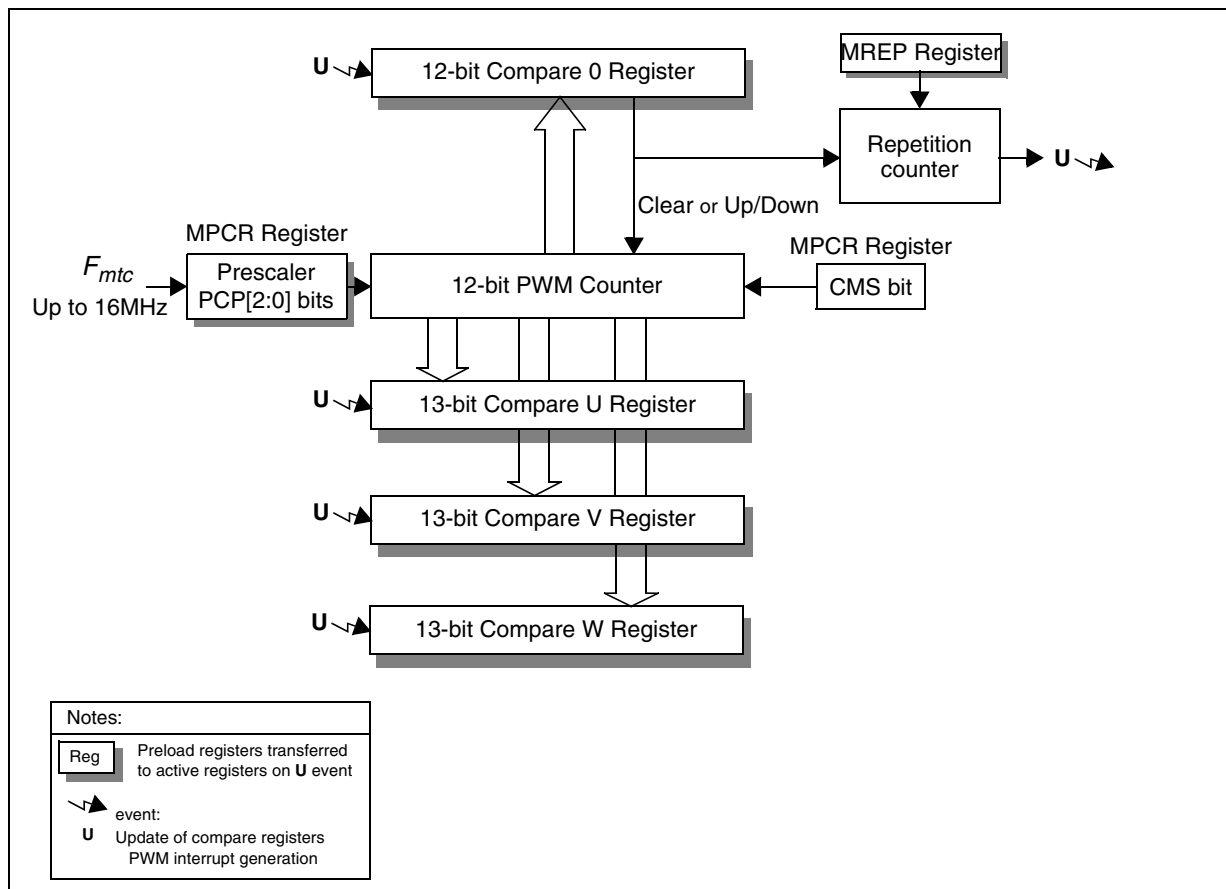 MREP Register
U
12-bit Compare 0 Register
Repetition
counter
U
Clear or Up/Down
MPCR Register
MPCR Register
Fmtc
Up to 16MHz
Prescaler
PCP[2:0] bits
12-bit PWM Counter
CMS bit
U
13-bit Compare U Register
U
13-bit Compare V Register
U
13-bit Compare W Register
Notes:
Reg
Preload registers transferred
to active registers on U event
event:
U Update of compare registers
PWM interrupt generation